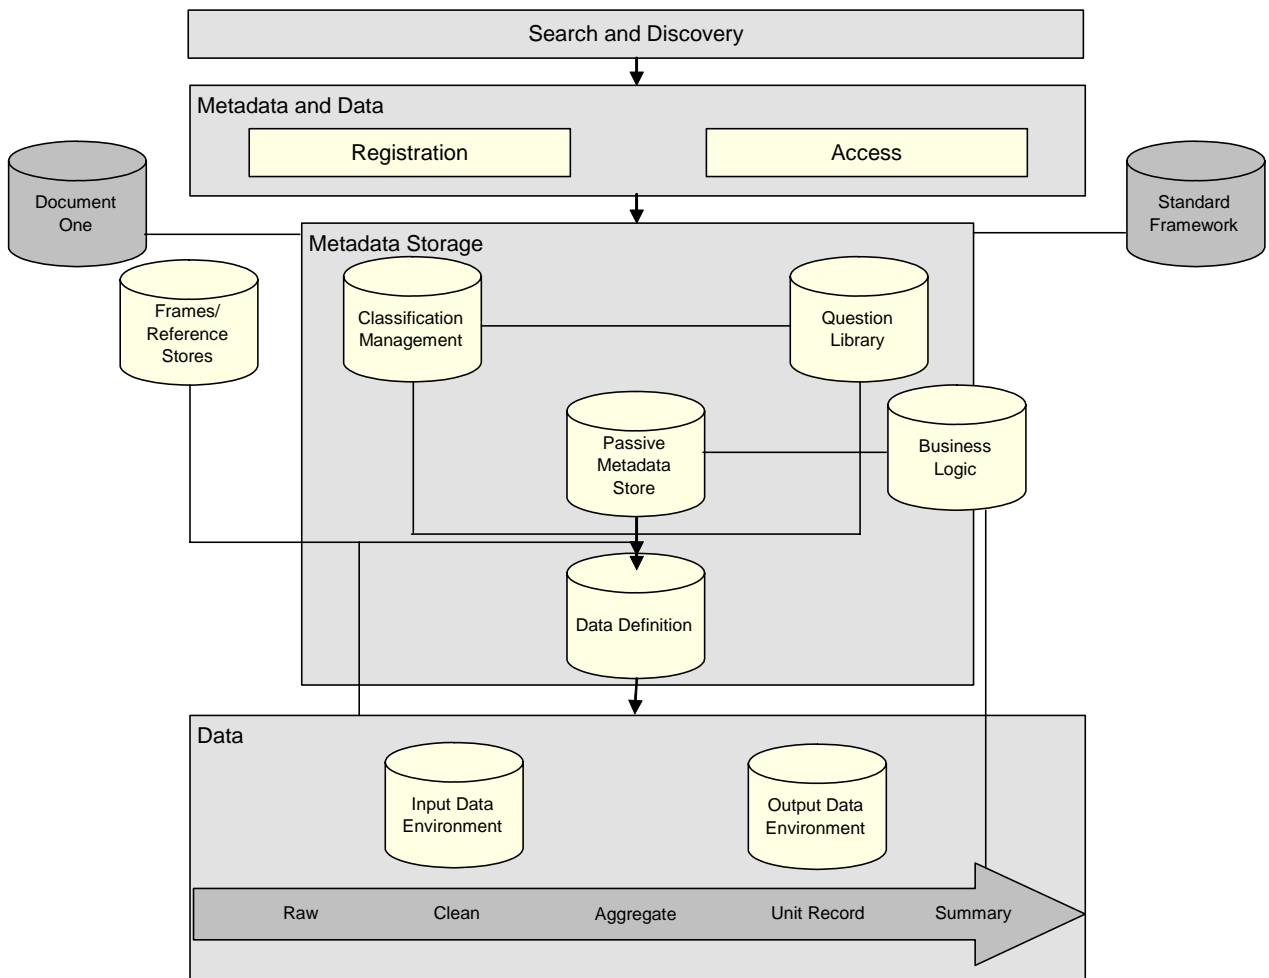 Search and Discovery
Metadata and Data
Registration
Access
Document
One
Standard
Framework
Metadata Storage
Frames/
Reference
Stores
Classification
Management
Question
Library
Passive
Metadata
Store
Business
Logic
Data Definition
Data
Input Data
Environment
Output Data
Environment
Raw
Clean
Aggregate
Unit Record
Summary